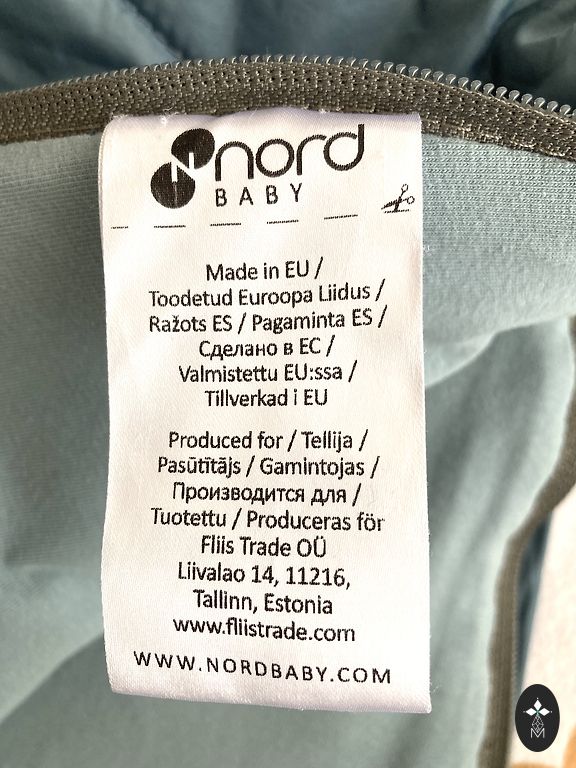 nord
BABY
Made in EU /
Toodetud Euroopa Liidus /
Ražots ES / Pagaminta ES /
Сделано в ЕС /
Valmistettu EU:ssa /
Tillverkad i EU
Produced for / Tellija /
Pasūtītājs / Gamintojas /
Производится для /
Tuotettu / Produceras för
Fliis Trade OÜ
Liivalao 14, 11216,
Tallinn, Estonia
www.fliistrade.com
WWW.NORDBABY.COM
M